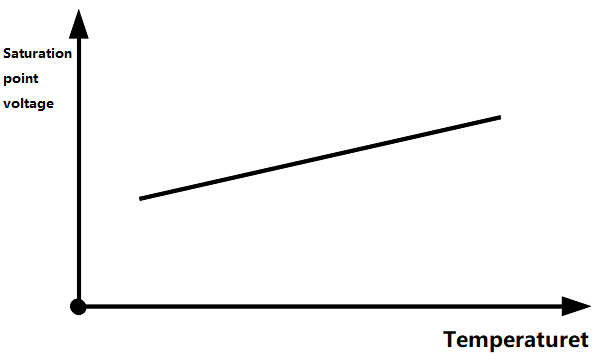 Saturation
point
voltage
Temperaturet